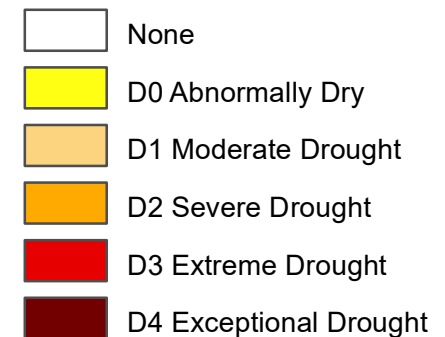 None
D0 Abnormally Dry
D1 Moderate Drought
D2 Severe Drought
D3 Extreme Drought
D4 Exceptional Drought